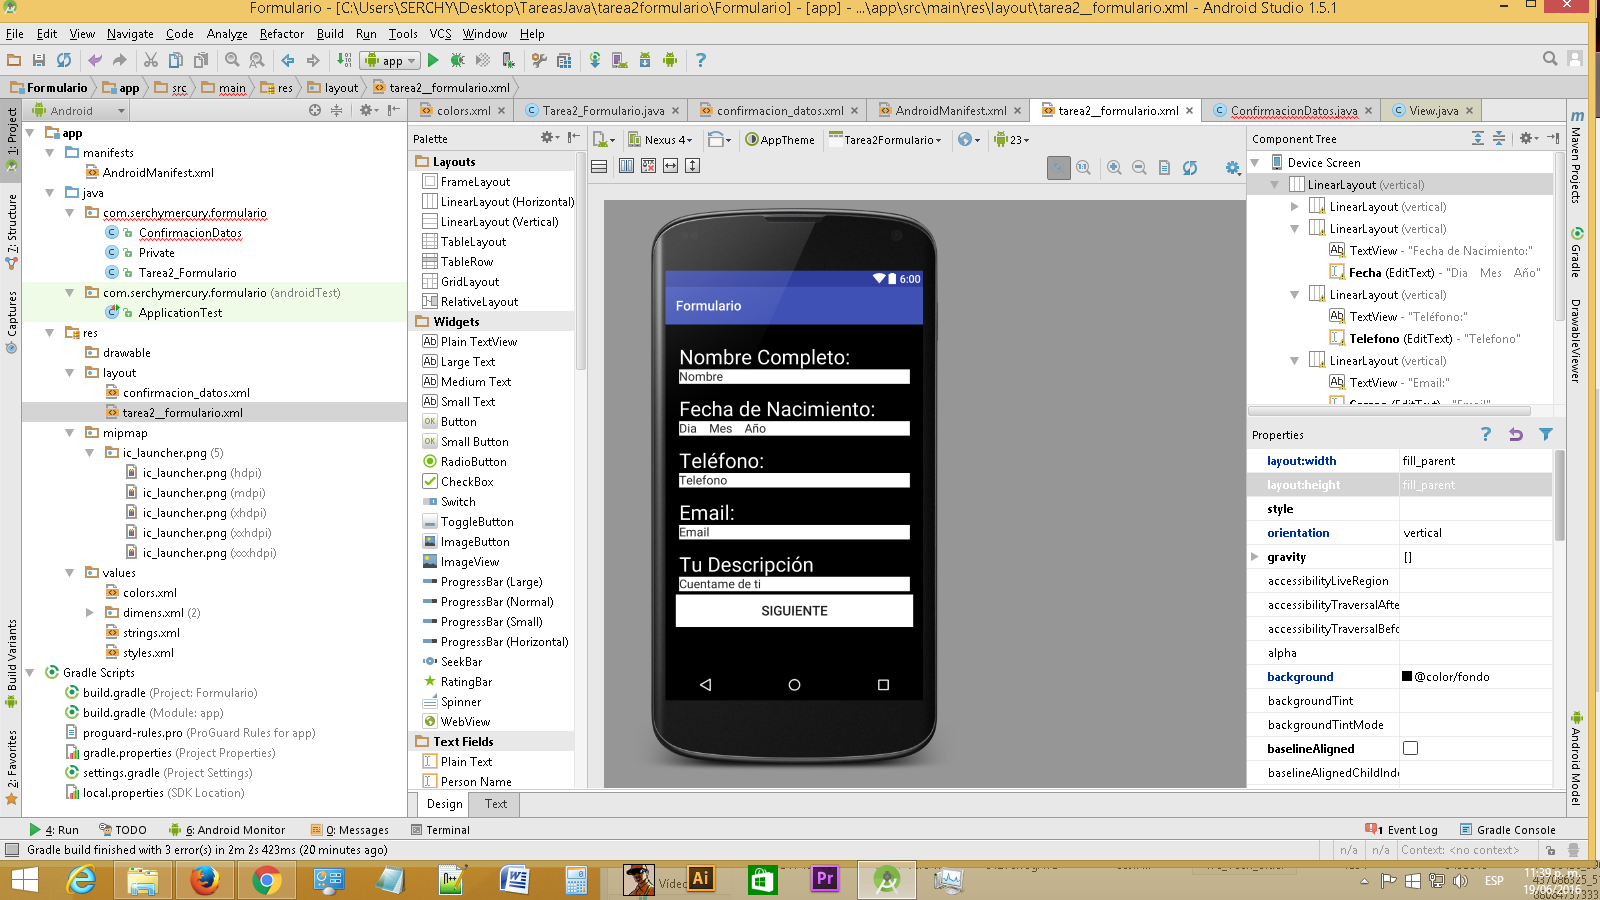 Formulario - [C:\Users\SERCHY\Desktop\TareasJava\tarea2formulario\Formulario] - [app] - ...\app\src\main\res\layout\tarea2__formulario.xml - Android Studio 1.5.1
File Edit View Navigate Code Analyze Refactor Build Run Tools VCS Window Help
app
Formulario app src main res layout tarea2__formulario.xml
Android
colors.xml Tarea2_Formulario.java confirmacion_datos.xml AndroidManifest.xml tarea2__formulario.xml ConfirmacionDatos.java View.java
1: Project
7: Structure
Captures
Build Variants
2: Favorites
app
manifests
AndroidManifest.xml
java
com.serchymercury.formulario
ConfirmacionDatos
Private
Tarea2_Formulario
com.serchymercury.formulario (androidTest)
ApplicationTest
res
drawable
layout
confirmacion_datos.xml
tarea2__formulario.xml
mipmap
ic_launcher.png (5)
ic_launcher.png (hdpi)
ic_launcher.png (mdpi)
ic_launcher.png (xhdpi)
ic_launcher.png (xxhdpi)
ic_launcher.png (xxxhdpi)
values
colors.xml
dimens.xml (2)
strings.xml
styles.xml
Gradle Scripts
build.gradle (Project: Formulario)
build.gradle (Module: app)
proguard-rules.pro (ProGuard Rules for app)
gradle.properties (Project Properties)
settings.gradle (Project Settings)
local.properties (SDK Location)
Palette
Layouts
FrameLayout
LinearLayout (Horizontal)
LinearLayout (Vertical)
TableLayout
TableRow
GridLayout
RelativeLayout
Widgets
Plain TextView
Large Text
Medium Text
Small Text
Button
Small Button
RadioButton
CheckBox
Switch
ToggleButton
ImageButton
ImageView
ProgressBar (Large)
ProgressBar (Normal)
ProgressBar (Small)
ProgressBar (Horizontal)
SeekBar
RatingBar
Spinner
WebView
Text Fields
Plain Text
Person Name
Design Text
Nexus 4 AppTheme Tarea2Formulario 23
6:00
Formulario
Nombre Completo:
Nombre
Fecha de Nacimiento:
Dia Mes Año
Teléfono:
Telefono
Email:
Email
Tu Descripción
Cuentame de ti
SIGUIENTE
Component Tree
Device Screen
LinearLayout (vertical)
LinearLayout (vertical)
LinearLayout (vertical)
TextView - "Fecha de Nacimiento:"
Fecha (EditText) - "Dia Mes Año"
LinearLayout (vertical)
TextView - "Teléfono:"
Telefono (EditText) - "Telefono"
LinearLayout (vertical)
TextView - "Email:"
Properties
layout:width fill_parent
layout:height fill_parent
style
orientation vertical
gravity []
accessibilityLiveRegion
accessibilityTraversalAfte
accessibilityTraversalBefo
alpha
background @color/fondo
backgroundTint
backgroundTintMode
baselineAligned
baselineAlignedChildInde
Maven Projects
Gradle
DrawableViewer
Android Model
4: Run TODO 6: Android Monitor 0: Messages Terminal 1 Event Log Gradle Console
Gradle build finished with 3 error(s) in 2m 2s 423ms (20 minutes ago) n/a n/a Context: <no context>
Vídeo Ai Pr ESP
11:39 p. m.
19/06/2016